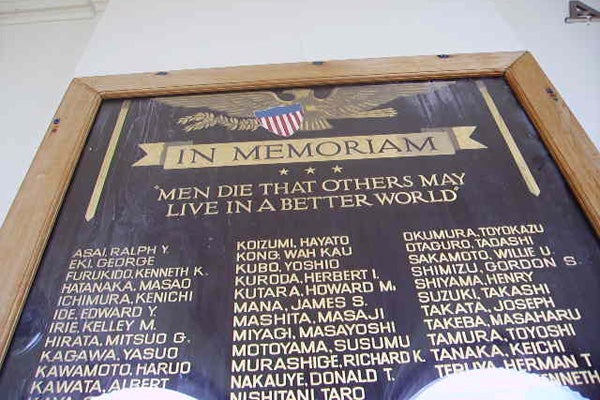 IN MEMORIAM
"MEN DIE THAT OTHERS MAY
LIVE IN A BETTER WORLD"
ASAI, RALPH Y.
EKI, GEORGE
FURUKIDO, KENNETH K.
HATANAKA, MASAO
ICHIMURA, KENICHI
IDE, EDWARD Y.
IRIE, KELLEY M.
HIRATA, MITSUO G.
KAGAWA, YASUO
KAWAMOTO, HARUO
KAWATA, ALBERT
KOIZUMI, HAYATO
KONG, WAH KAU
KUBO, YOSHIO
KURODA, HERBERT I.
KUTARA, HOWARD M.
MANA, JAMES S.
MASHITA, MASAJI
MIYAGI, MASAYOSHI
MOTOYAMA, SUSUMU
MURASHIGE, RICHARD K.
NAKAUYE, DONALD T.
NISHITANI, TARO
OKUMURA, TOYOKAZU
OTAGURO, TADASHI
SAKAMOTO, WILLIE U.
SHIMIZU, GORDON S.
SHIYAMA, HENRY
SUZUKI, TAKASHI
TAKATA, JOSEPH
TAKEBA, MASAHARU
TAMURA, TOYOSHI
TANAKA, KEICHI
TERUYA, HERMAN T
KENNETH